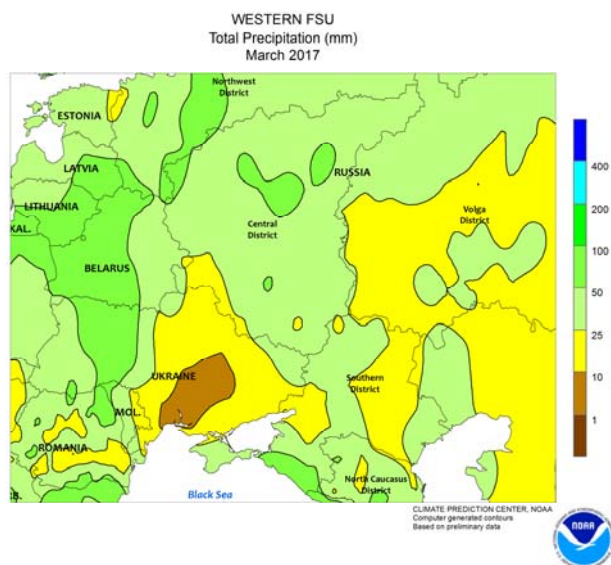 WESTERN FSU
Total Precipitation (mm)
March 2017
Northwest
District
ESTONIA
LATVIA
RUSSIA
LITHUANIA
Volga
District
KAL.
Central
District
BELARUS
UKRAINE
Southern
District
MOL.
ROMANIA
North Caucasus
District
Black Sea
400
200
100
50
25
10
1
CLIMATE PREDICTION CENTER, NOAA
Computer generated contours
Based on preliminary data
NOAA